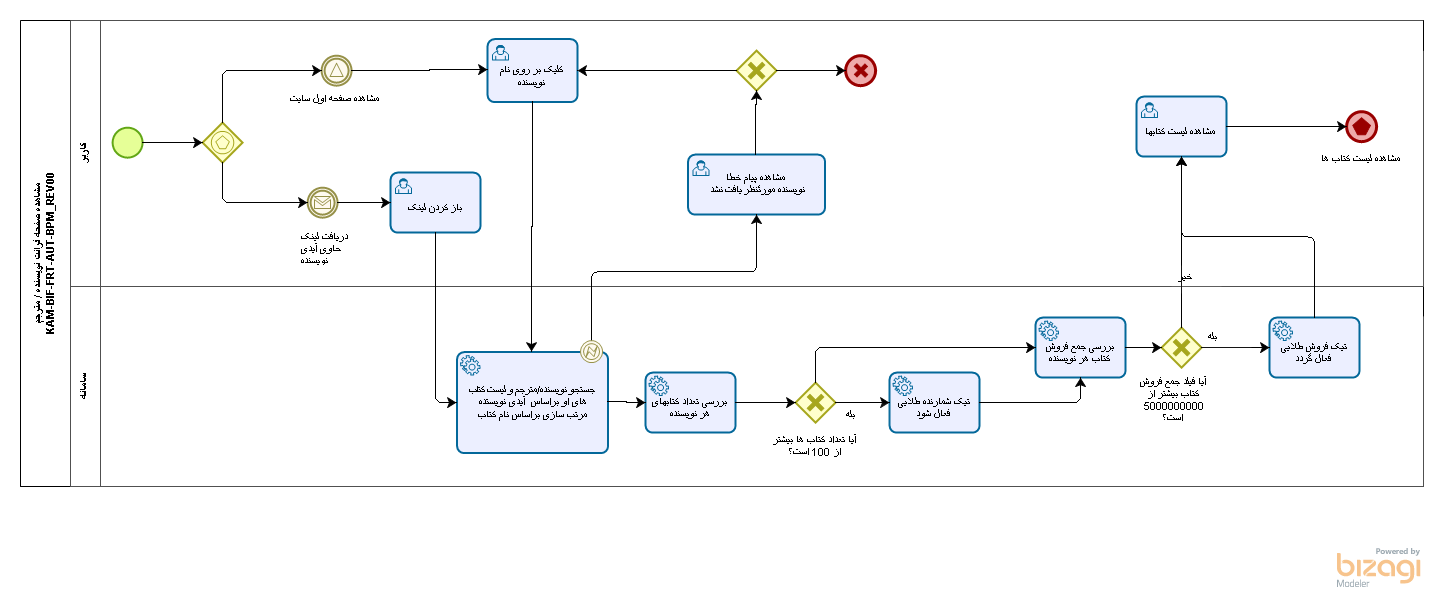 مشاهده صفحه قرائت نویسنده / مترجم
KAM-BIF-FRT-AUT-BPM_REV00
کاربر
سامانه
مشاهده صفحه اول سایت
کلیک بر روی نام
نویسنده
دریافت لینک
حاوی آیدی
نویسنده
باز کردن لینک
مشاهده پیام خطا
نویسنده موردنظر یافت نشد
مشاهده لیست کتابها
مشاهده لیست کتاب ها
خیر
جستجو نویسنده/مترجم و لیست کتاب
های او براساس آیدی نویسنده
مرتب سازی براساس نام کتاب
بررسی تعداد کتابهای
هر نویسنده
آیا تعداد کتاب ها بیشتر
از 100 است؟
بله
تیک شمارنده طلایی
فعال شود
بررسی جمع فروش
کتاب هر نویسنده
آیا فیلد جمع فروش
کتاب بیشتر از
5000000000
است؟
بله
تیک فروش طلایی
فعال گردد
Powered by
bizagi
Modeler